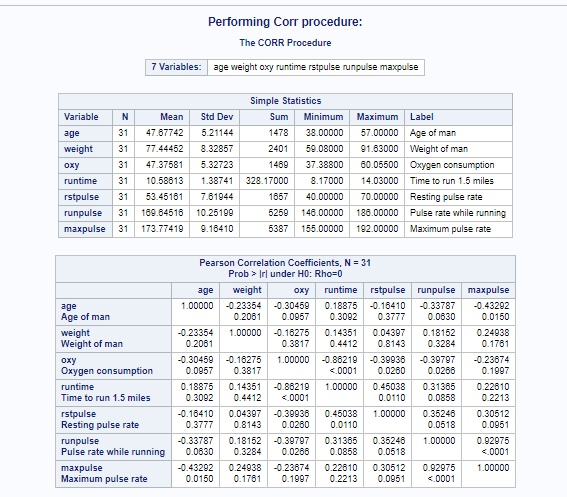 Performing Corr procedure:
The CORR Procedure
7 Variables: age weight oxy runtime rstpulse runpulse maxpulse
Simple Statistics
Variable N Mean Std Dev Sum Minimum Maximum Label
age 31 47.67742 5.21144 1478 38.00000 57.00000 Age of man
weight 31 77.44452 8.32857 2401 59.08000 91.63000 Weight of man
oxy 31 47.37581 5.32723 1469 37.38800 60.05500 Oxygen consumption
runtime 31 10.58613 1.38741 328.17000 8.17000 14.03000 Time to run 1.5 miles
rstpulse 31 53.45161 7.61944 1657 40.00000 70.00000 Resting pulse rate
runpulse 31 169.64516 10.25199 5259 146.00000 186.00000 Pulse rate while running
maxpulse 31 173.77419 9.16410 5387 155.00000 192.00000 Maximum pulse rate
Pearson Correlation Coefficients, N = 31
Prob > |r| under H0: Rho=0
age weight oxy runtime rstpulse runpulse maxpulse
age 1.00000 -0.23354 -0.30459 0.18875 -0.16410 -0.33787 -0.43292
Age of man 0.2061 0.0957 0.3092 0.3777 0.0630 0.0150
weight -0.23354 1.00000 -0.16275 0.14351 0.04397 0.18152 0.24938
Weight of man 0.2061 0.3817 0.4412 0.8143 0.3284 0.1761
oxy -0.30459 -0.16275 1.00000 -0.86219 -0.39936 -0.39797 -0.23674
Oxygen consumption 0.0957 0.3817 <.0001 0.0260 0.0266 0.1997
runtime 0.18875 0.14351 -0.86219 1.00000 0.45038 0.31365 0.22610
Time to run 1.5 miles 0.3092 0.4412 <.0001 0.0110 0.0858 0.2213
rstpulse -0.16410 0.04397 -0.39936 0.45038 1.00000 0.35246 0.30512
Resting pulse rate 0.3777 0.8143 0.0260 0.0110 0.0518 0.0951
runpulse -0.33787 0.18152 -0.39797 0.31365 0.35246 1.00000 0.92975
Pulse rate while running 0.0630 0.3284 0.0266 0.0858 0.0518 <.0001
maxpulse -0.43292 0.24938 -0.23674 0.22610 0.30512 0.92975 1.00000
Maximum pulse rate 0.0150 0.1761 0.1997 0.2213 0.0951 <.0001